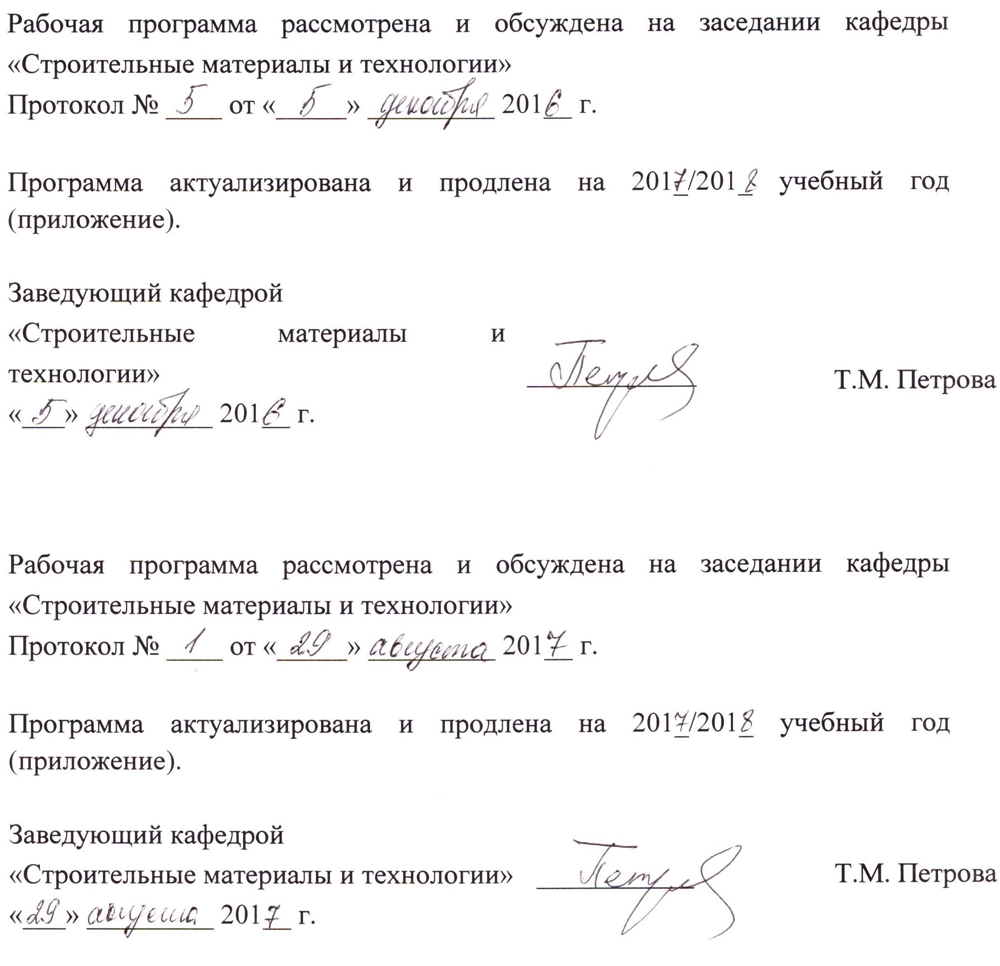 Рабочая программа рассмотрена и обсуждена на заседании кафедры
«Строительные материалы и технологии»
Протокол № 5 от « 5 » декабря 2016 г.
Программа актуализирована и продлена на 2017/2018 учебный год
(приложение).
Заведующий кафедрой
«Строительные материалы и
технологии» Петрова Т.М. Петрова
«5» декабря 2016 г.
Рабочая программа рассмотрена и обсуждена на заседании кафедры
«Строительные материалы и технологии»
Протокол № 1 от « 29 » августа 2017 г.
Программа актуализирована и продлена на 2017/2018 учебный год
(приложение).
Заведующий кафедрой
«Строительные материалы и технологии» Петрова Т.М. Петрова
«29» августа 2017 г.